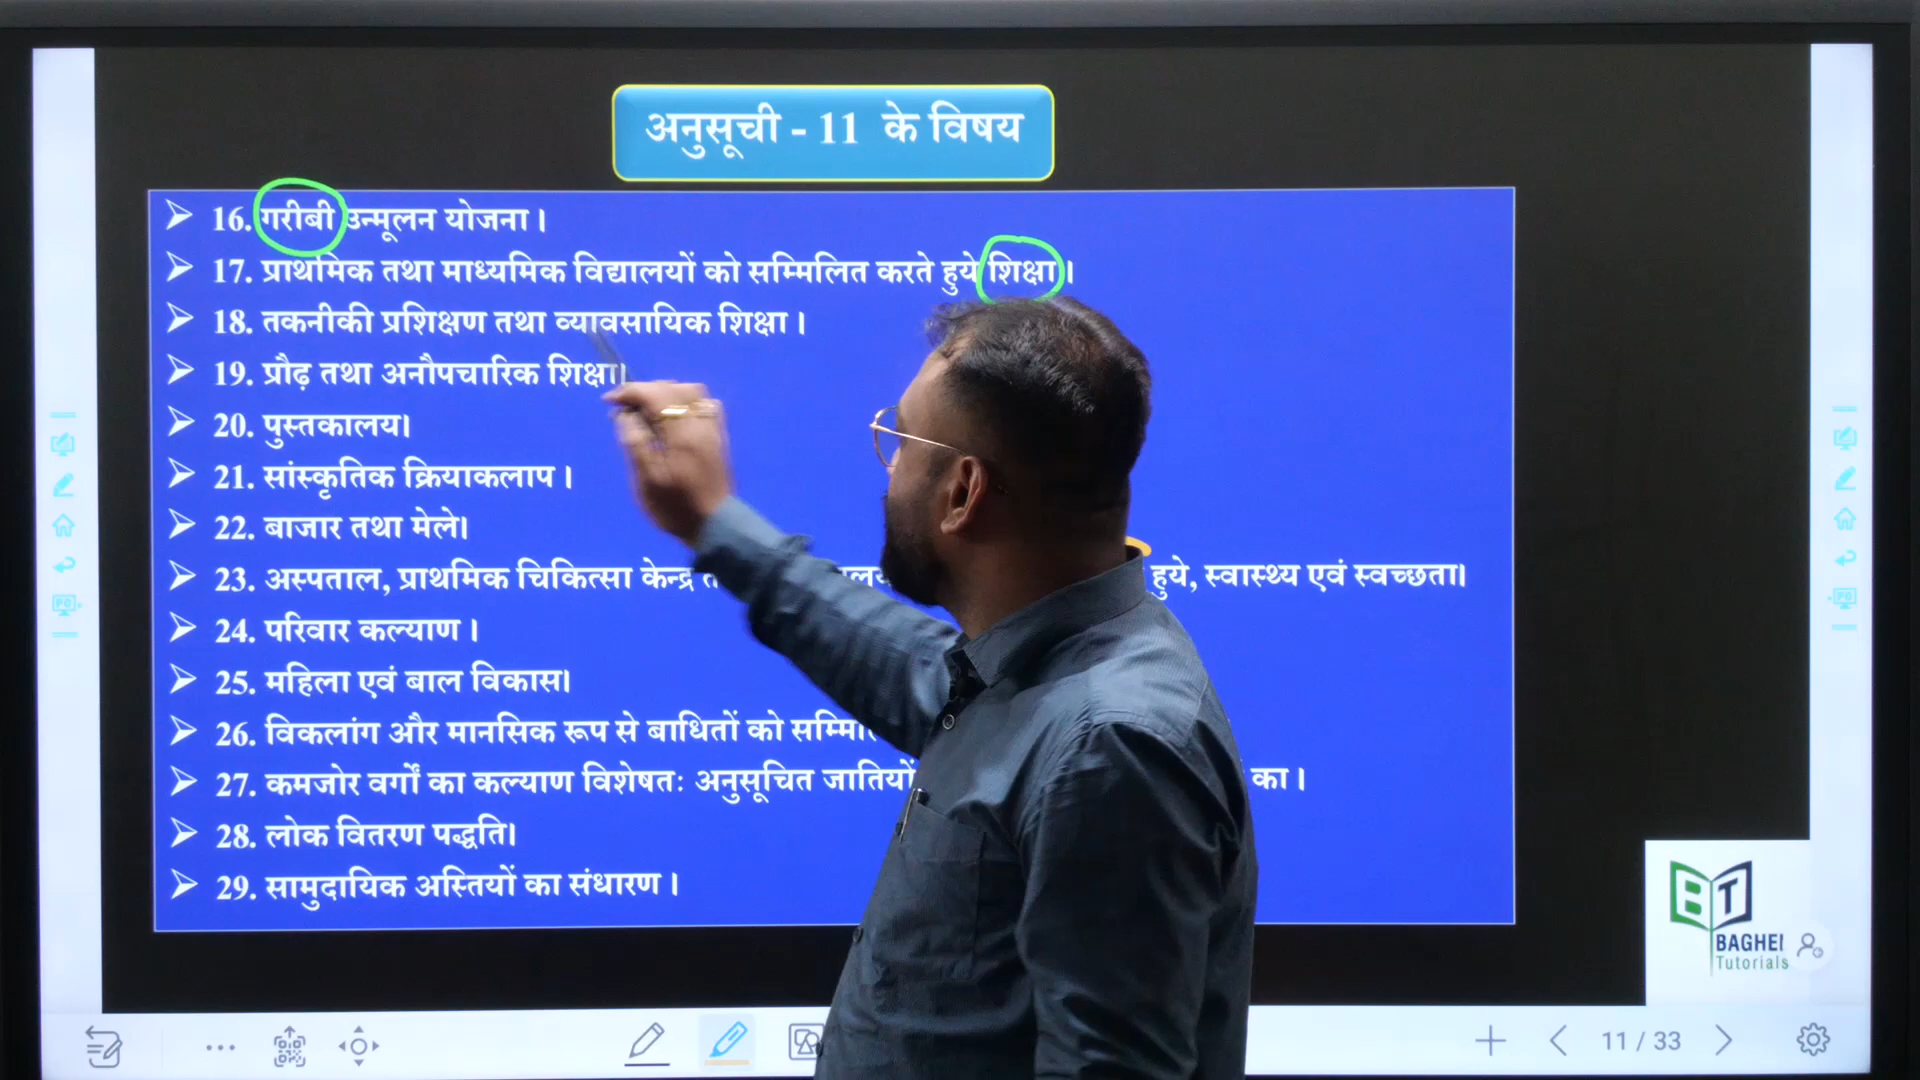 अनुसूची - 11 के विषय
16. गरीबी उन्मूलन योजना।
17. प्राथमिक तथा माध्यमिक विद्यालयों को सम्मिलित करते हुये शिक्षा।
18. तकनीकी प्रशिक्षण तथा व्यावसायिक शिक्षा।
19. प्रौढ़ तथा अनौपचारिक शिक्षा।
20. पुस्तकालय।
21. सांस्कृतिक क्रियाकलाप।
22. बाजार तथा मेले।
23. अस्पताल, प्राथमिक चिकित्सा केन्द्र हुये, स्वास्थ्य एवं स्वच्छता।
24. परिवार कल्याण।
25. महिला एवं बाल विकास।
26. विकलांग और मानसिक रूप से बाधितों को
27. कमजोर वर्गों का कल्याण विशेषतः अनुसूचित जातियों का।
28. लोक वितरण पद्धति।
29. सामुदायिक अस्तियों का संधारण।
BT
BAGHEL
Tutorials
11 / 33